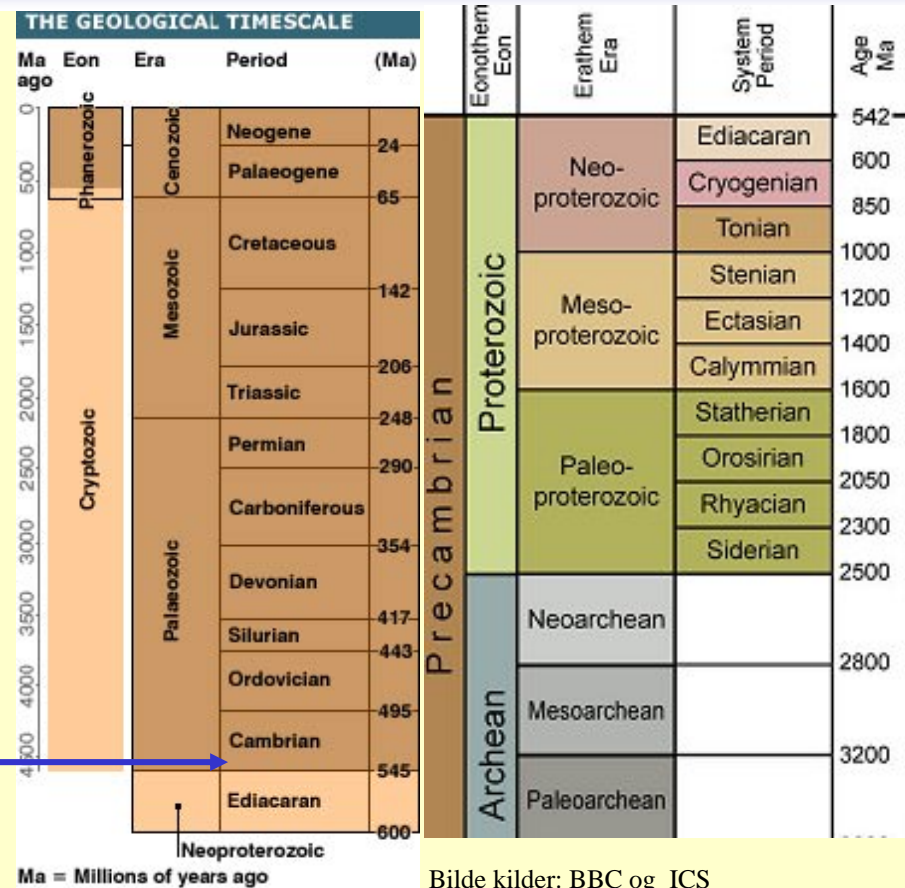 THE GEOLOGICAL TIMESCALE
Ma ago Eon Era Period (Ma)
0
500
1000
1500
2000
2500
3000
3500
4000
Phanerozoic
Cryptozoic
Cenozoic
Mesozoic
Palaeozoic
Neogene
24
Palaeogene
65
Cretaceous
142
Jurassic
206
Triassic
248
Permian
290
Carboniferous
354
Devonian
417
Silurian
443
Ordovician
495
Cambrian
545
Ediacaran
600
Neoproterozoic
Ma = Millions of years ago
Eonothem
Eon
Erathem
Era
System
Period
Age
Ma
Precambrian
Proterozoic
Archean
Neo-
proterozoic
Meso-
proterozoic
Paleo-
proterozoic
Neoarchean
Mesoarchean
Paleoarchean
542
Ediacaran
600
Cryogenian
850
Tonian
1000
Stenian
1200
Ectasian
1400
Calymmian
1600
Statherian
1800
Orosirian
2050
Rhyacian
2300
Siderian
2500
2800
3200
Bilde kilder: BBC og ICS